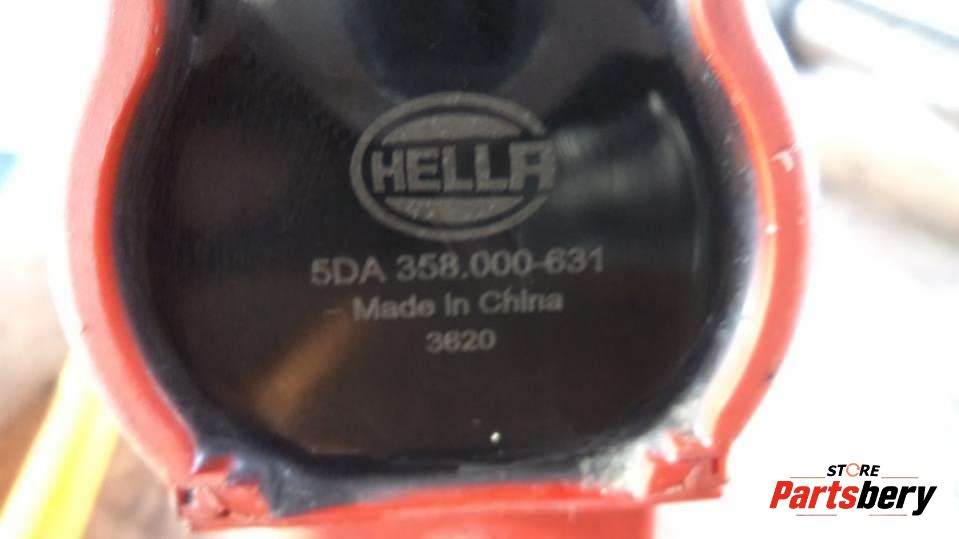 HELLA
5DA 358.000-631
Made In China
3620
STORE
Partsbery